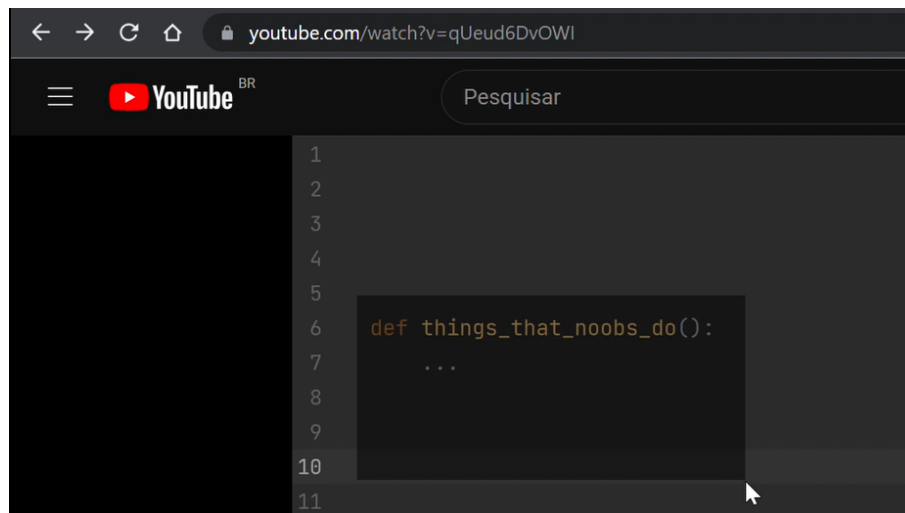 youtube.com/watch?v=qUeud6DvOWI
YouTube BR
Pesquisar
1
2
3
4
5
6 def things_that_noobs_do():
7 ...
8
9
10
11